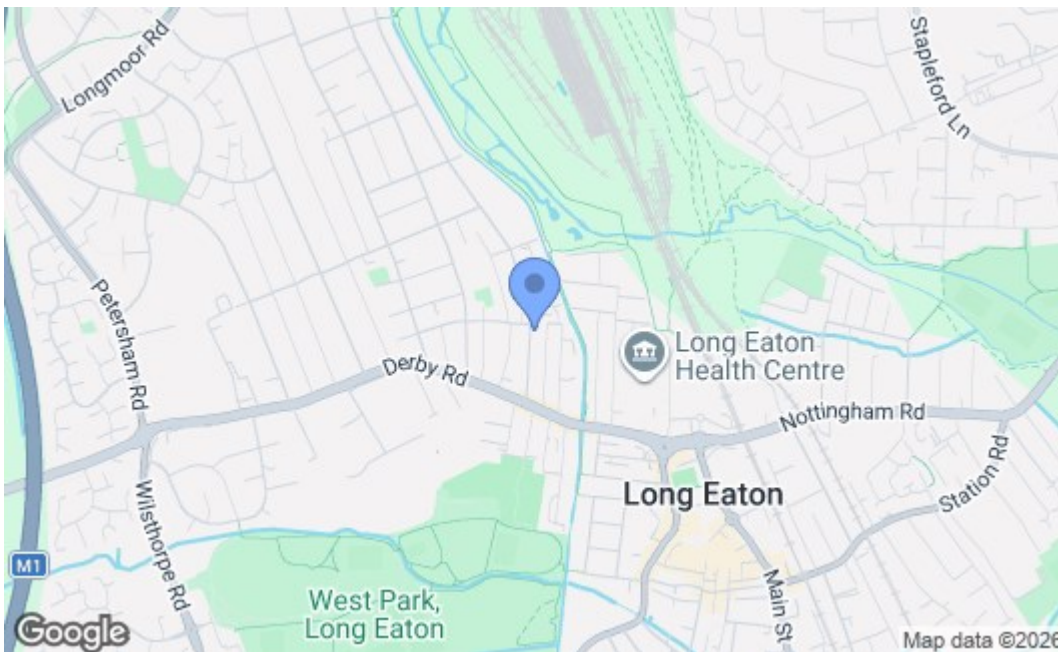 Longmoor Rd
Stapleford Ln
Petersham Rd
Derby Rd
Long Eaton
Health Centre
Nottingham Rd
Station Rd
Long Eaton
Wilsthorpe Rd
M1
West Park,
Long Eaton
Main St
Google
Map data ©2026